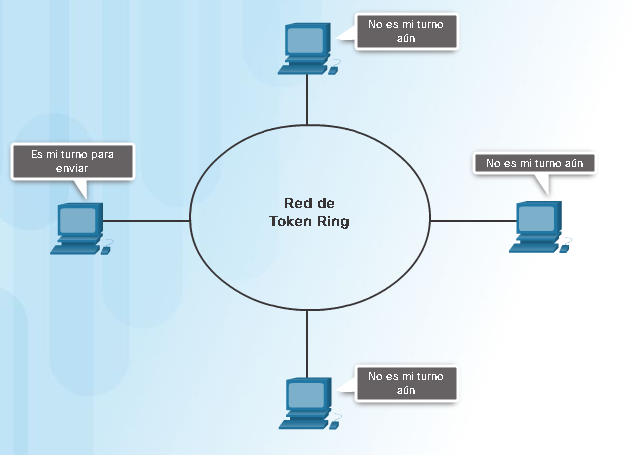 No es mi turno
aún
Es mi turno para
enviar
No es mi turno aún
Red de
Token Ring
No es mi turno
aún